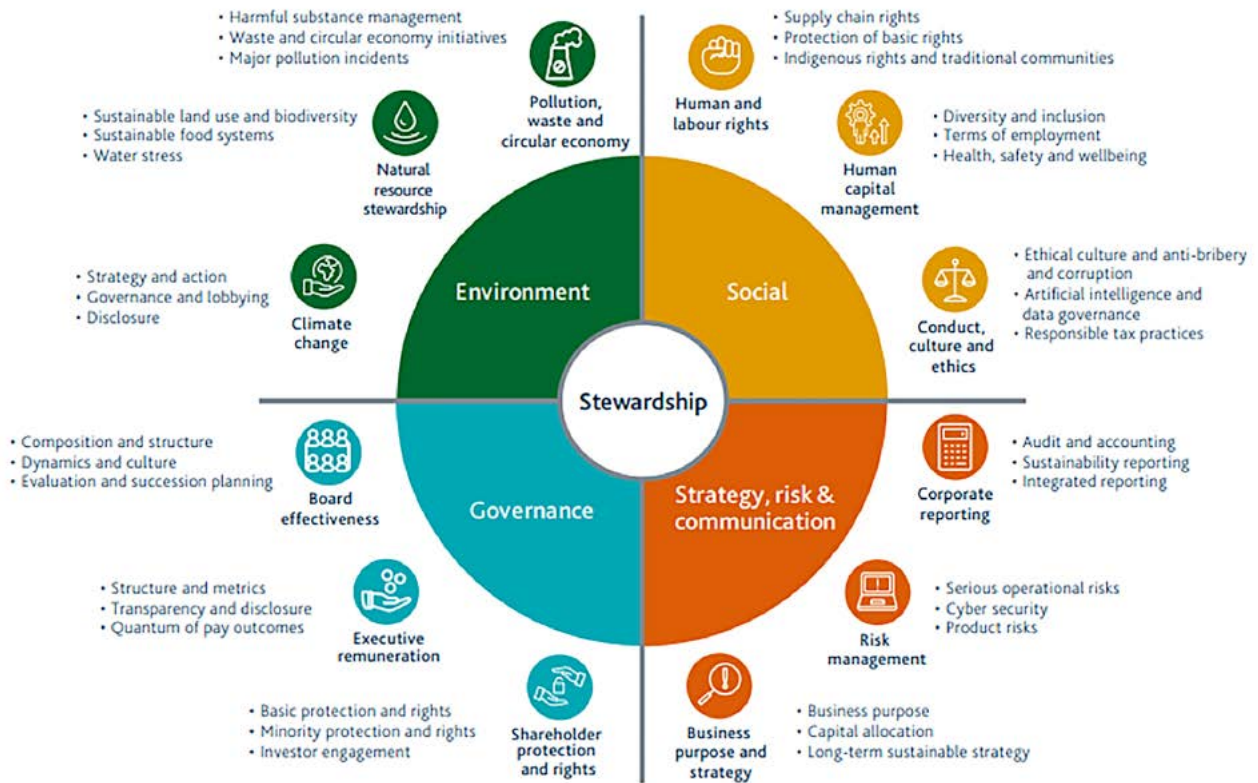 • Harmful substance management
• Waste and circular economy initiatives
• Major pollution incidents
Pollution,
waste and
circular economy
• Sustainable land use and biodiversity
• Sustainable food systems
• Water stress
Natural
resource
stewardship
• Strategy and action
• Governance and lobbying
• Disclosure
Climate
change
Environment
• Supply chain rights
• Protection of basic rights
• Indigenous rights and traditional communities
Human and
labour rights
• Diversity and inclusion
• Terms of employment
• Health, safety and wellbeing
Human
capital
management
• Ethical culture and anti-bribery
and corruption
• Artificial intelligence and
data governance
• Responsible tax practices
Conduct,
culture and
ethics
Social
Stewardship
• Composition and structure
• Dynamics and culture
• Evaluation and succession planning
Board
effectiveness
Governance
• Structure and metrics
• Transparency and disclosure
• Quantum of pay outcomes
Executive
remuneration
• Basic protection and rights
• Minority protection and rights
• Investor engagement
Shareholder
protection
and rights
Strategy, risk &
communication
• Audit and accounting
• Sustainability reporting
• Integrated reporting
Corporate
reporting
• Serious operational risks
• Cyber security
• Product risks
Risk
management
• Business purpose
• Capital allocation
• Long-term sustainable strategy
Business
purpose and
strategy